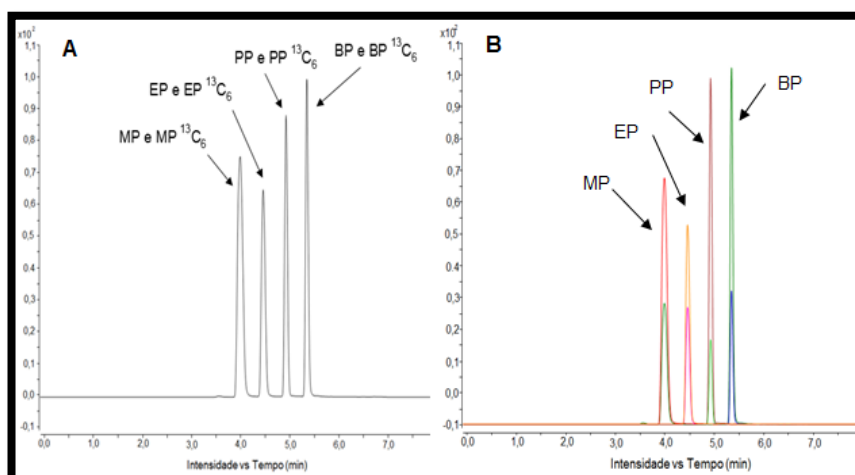 x10²
A
1,1
1,0
0,9
0,8
0,7
0,6
0,5
0,4
0,3
0,2
0,1
0,0
-0,1
MP e MP ¹³C₆
EP e EP ¹³C₆
PP e PP ¹³C₆
BP e BP ¹³C₆
0,0 1,0 2,0 3,0 4,0 5,0 6,0 7,0
Intensidade vs Tempo (min)
x10²
B
1,1
1,0
0,9
0,8
0,7
0,6
0,5
0,4
0,3
0,2
0,1
0,0
-0,1
MP
EP
PP
BP
0,0 1,0 2,0 3,0 4,0 5,0 6,0 7,0
Intensidade vs Tempo (min)